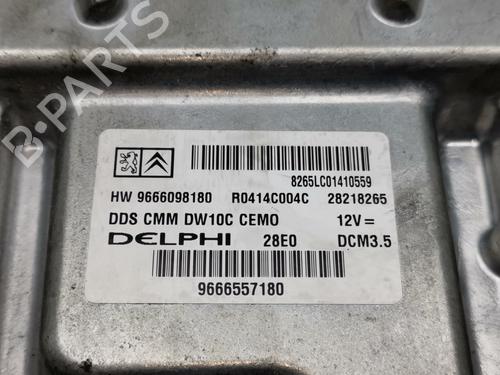 B-PARTS
8265LC01410559
HW 9666098180 R0414C004C 28218265
DDS CMM DW10C CEMO 12V=
DELPHI 28E0 DCM3.5
9666557180